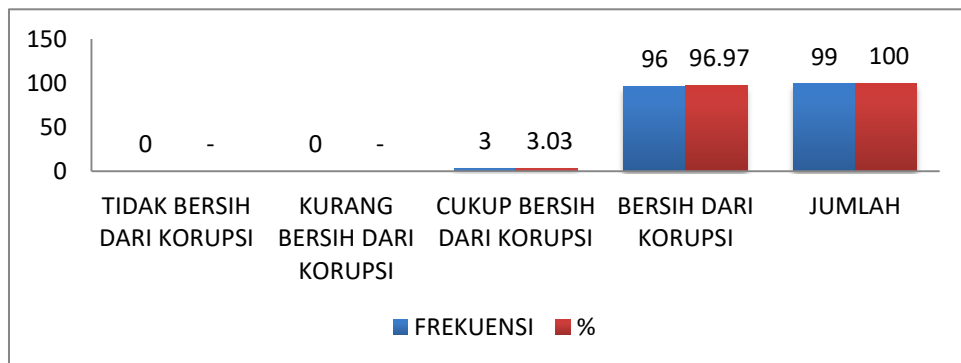 150
100
50
0
0 - 0 - 3 3.03 96 96.97 99 100
TIDAK BERSIH
DARI KORUPSI
KURANG
BERSIH DARI
KORUPSI
CUKUP BERSIH
DARI KORUPSI
BERSIH DARI
KORUPSI
JUMLAH
FREKUENSI %